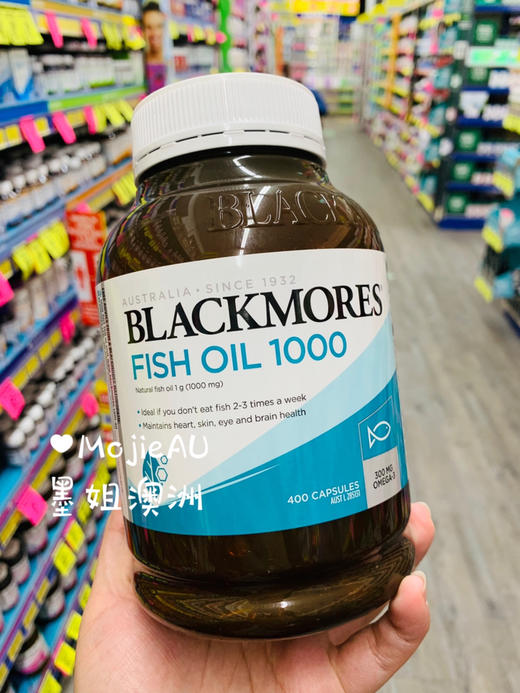 BLACK
AUSTRALIA • SINCE 1932
BLACKMORES
FISH OIL 1000
Natural fish oil 1 g (1000 mg)
• Ideal if you don't eat fish 2-3 times a week
• Maintains heart, skin, eye and brain health
♥MojieAU
墨姐澳洲
300 MG
OMEGA-3
400 CAPSULES